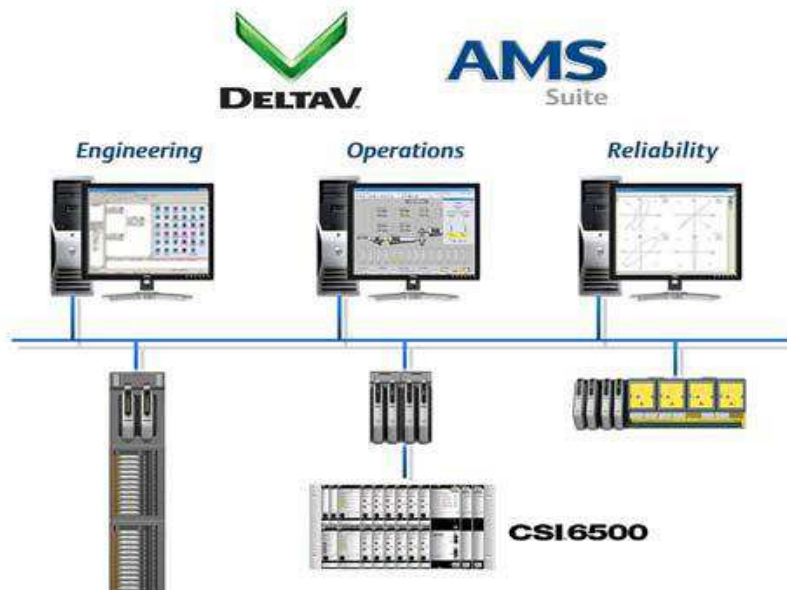 DELTAV
AMS
Suite
Engineering
Operations
Reliability
CSI 6500